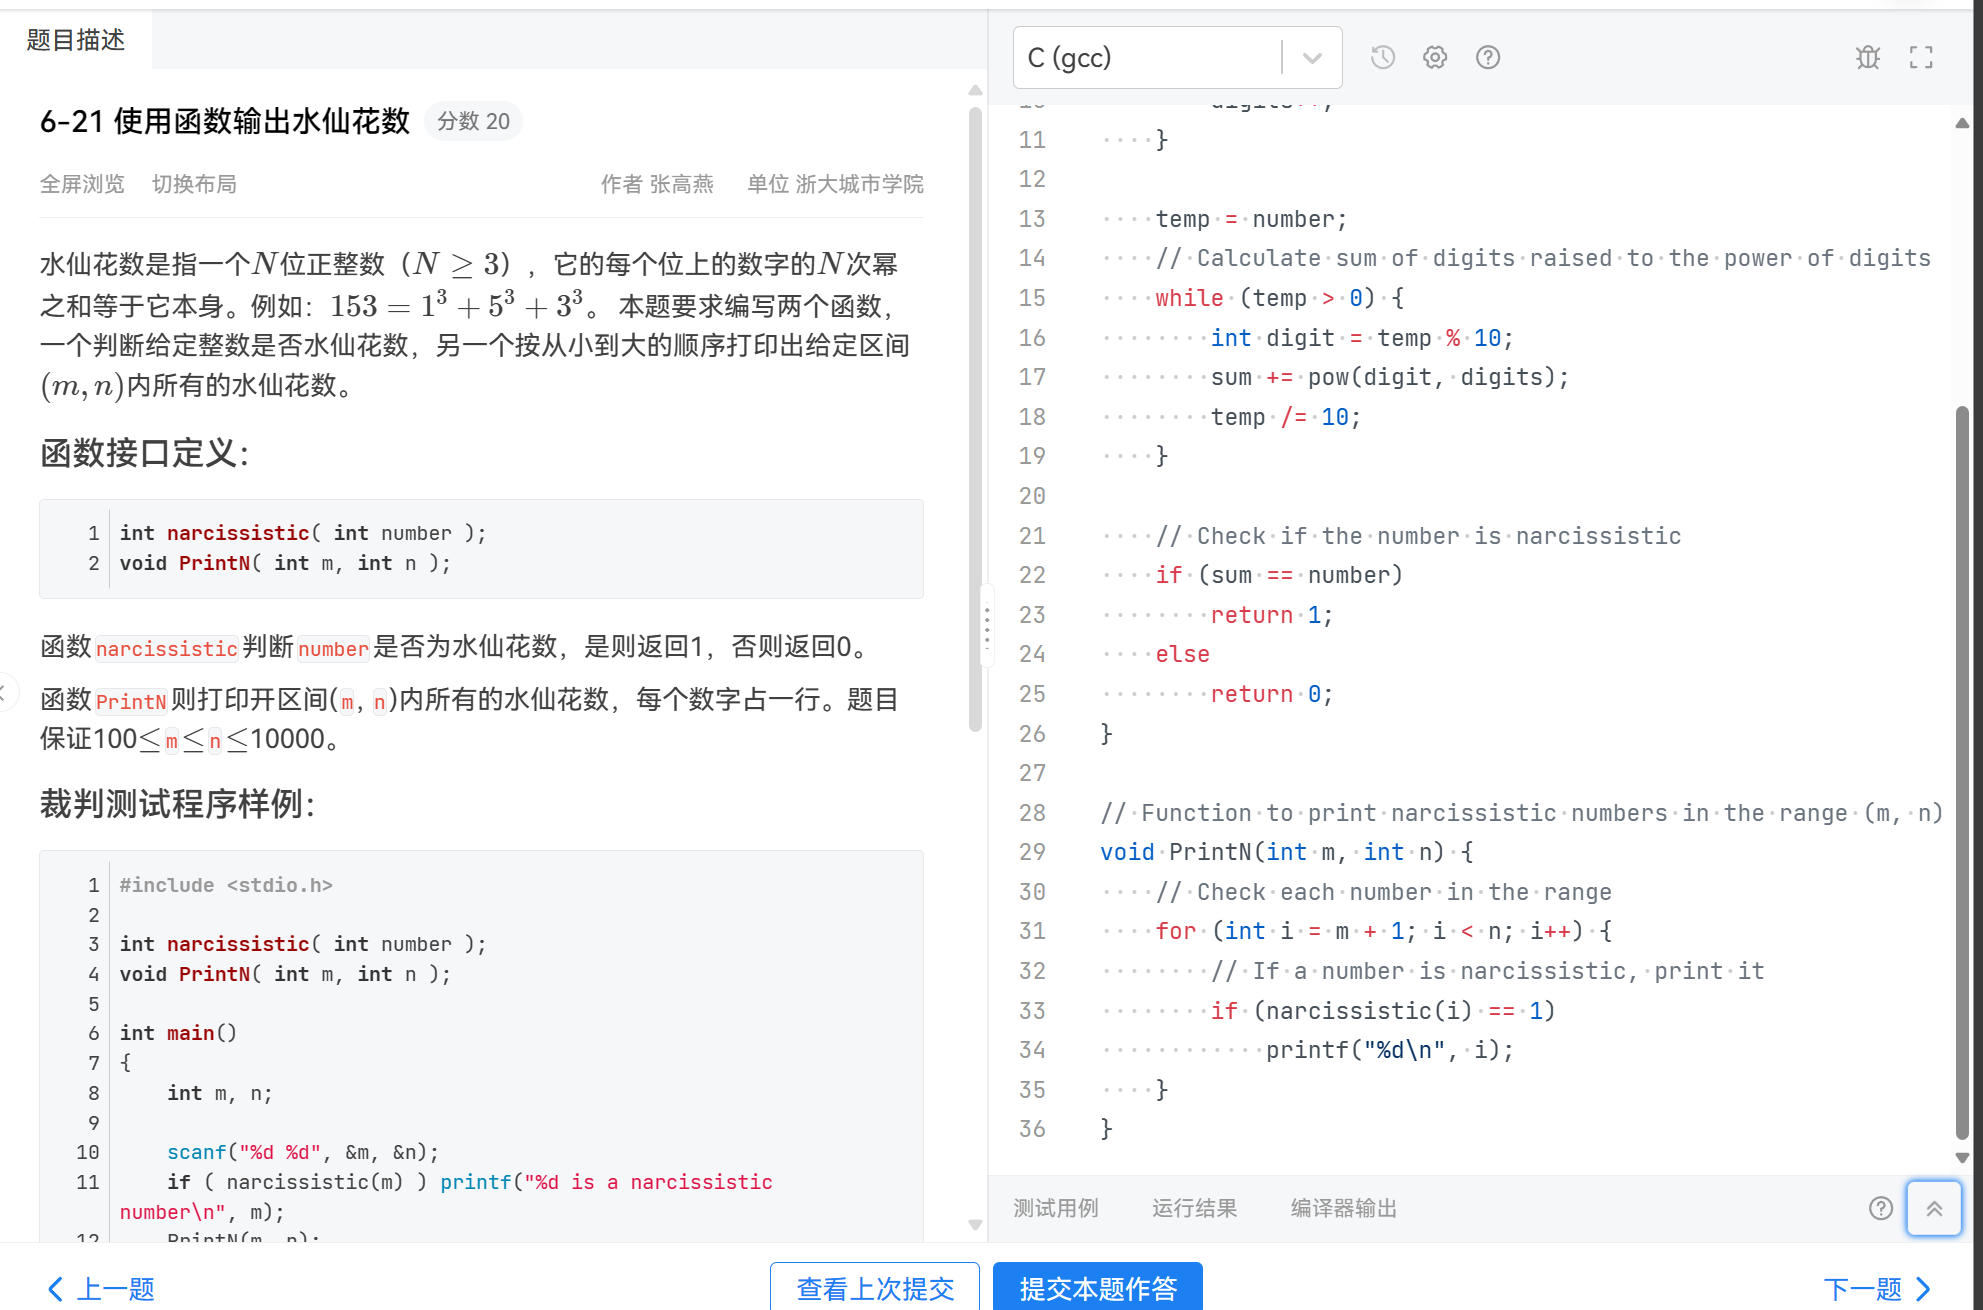 题目描述
6-21 使用函数输出水仙花数 分数 20
全屏浏览 切换布局 作者 张高燕 单位 浙大城市学院
水仙花数是指一个N位正整数（N ≥ 3），它的每个位上的数字的N次幂
之和等于它本身。例如：153 = 1³ + 5³ + 3³。 本题要求编写两个函数，
一个判断给定整数是否水仙花数，另一个按从小到大的顺序打印出给定区间
(m, n)内所有的水仙花数。
函数接口定义：
1 int narcissistic( int number );
2 void PrintN( int m, int n );
函数narcissistic判断number是否为水仙花数，是则返回1，否则返回0。
函数PrintN则打印开区间(m, n)内所有的水仙花数，每个数字占一行。题目
保证100≤m≤n≤10000。
裁判测试程序样例：
1 #include <stdio.h>
2
3 int narcissistic( int number );
4 void PrintN( int m, int n );
5
6 int main()
7 {
8     int m, n;
9
10     scanf("%d %d", &m, &n);
11     if ( narcissistic(m) ) printf("%d is a narcissistic
number\n", m);
12     PrintN(m, n);
C (gcc)
10         digits++;
11     }
12
13     temp = number;
14     // Calculate sum of digits raised to the power of digits
15     while (temp > 0) {
16         int digit = temp % 10;
17         sum += pow(digit, digits);
18         temp /= 10;
19     }
20
21     // Check if the number is narcissistic
22     if (sum == number)
23         return 1;
24     else
25         return 0;
26 }
27
28 // Function to print narcissistic numbers in the range (m, n)
29 void PrintN(int m, int n) {
30     // Check each number in the range
31     for (int i = m + 1; i < n; i++) {
32         // If a number is narcissistic, print it
33         if (narcissistic(i) == 1)
34             printf("%d\n", i);
35     }
36 }
测试用例 运行结果 编译器输出
上一题 查看上次提交 提交本题作答 下一题